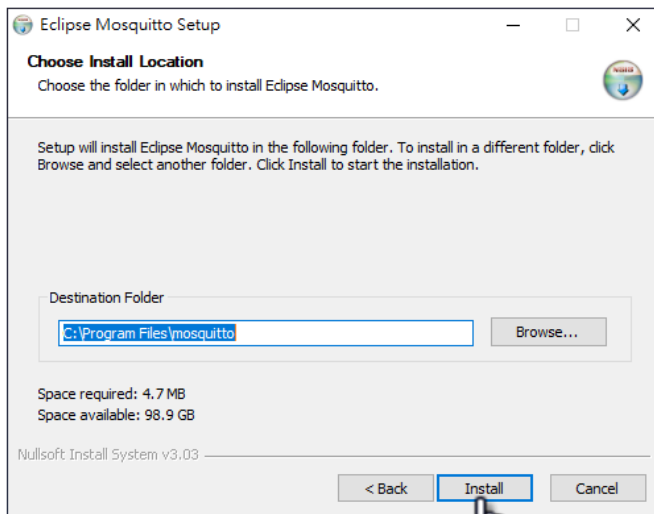 Eclipse Mosquitto Setup
Choose Install Location
Choose the folder in which to install Eclipse Mosquitto.
Setup will install Eclipse Mosquitto in the following folder. To install in a different folder, click
Browse and select another folder. Click Install to start the installation.
Destination Folder
C:\Program Files\mosquitto
Browse...
Space required: 4.7 MB
Space available: 98.9 GB
Nullsoft Install System v3.03
< Back
Install
Cancel